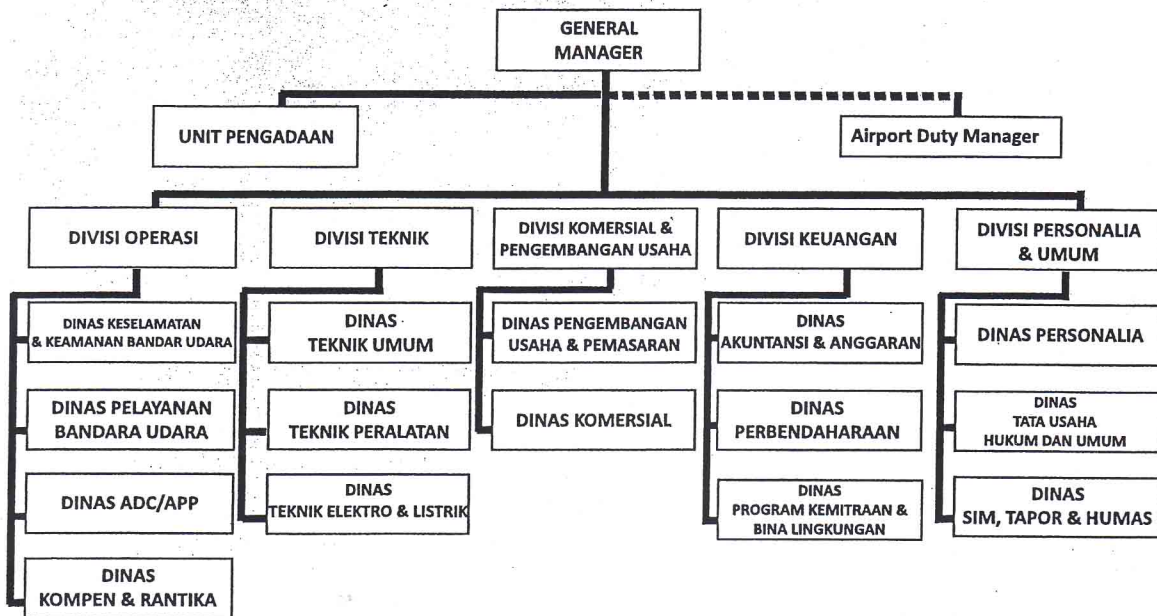 GENERAL
MANAGER
UNIT PENGADAAN
Airport Duty Manager
DIVISI OPERASI
DIVISI TEKNIK
DIVISI KOMERSIAL &
PENGEMBANGAN USAHA
DIVISI KEUANGAN
DIVISI PERSONALIA
& UMUM
DINAS KESELAMATAN
& KEAMANAN BANDAR UDARA
DINAS PELAYANAN
BANDARA UDARA
DINAS ADC/APP
DINAS
KOMPEN & RANTIKA
DINAS
TEKNIK UMUM
DINAS
TEKNIK PERALATAN
DINAS
TEKNIK ELEKTRO & LISTRIK
DINAS PENGEMBANGAN
USAHA & PEMASARAN
DINAS KOMERSIAL
DINAS
AKUNTANSI & ANGGARAN
DINAS
PERBENDAHARAAN
DINAS
PROGRAM KEMITRAAN &
BINA LINGKUNGAN
DINAS PERSONALIA
DINAS
TATA USAHA
HUKUM DAN UMUM
DINAS
SIM, TAPOR & HUMAS